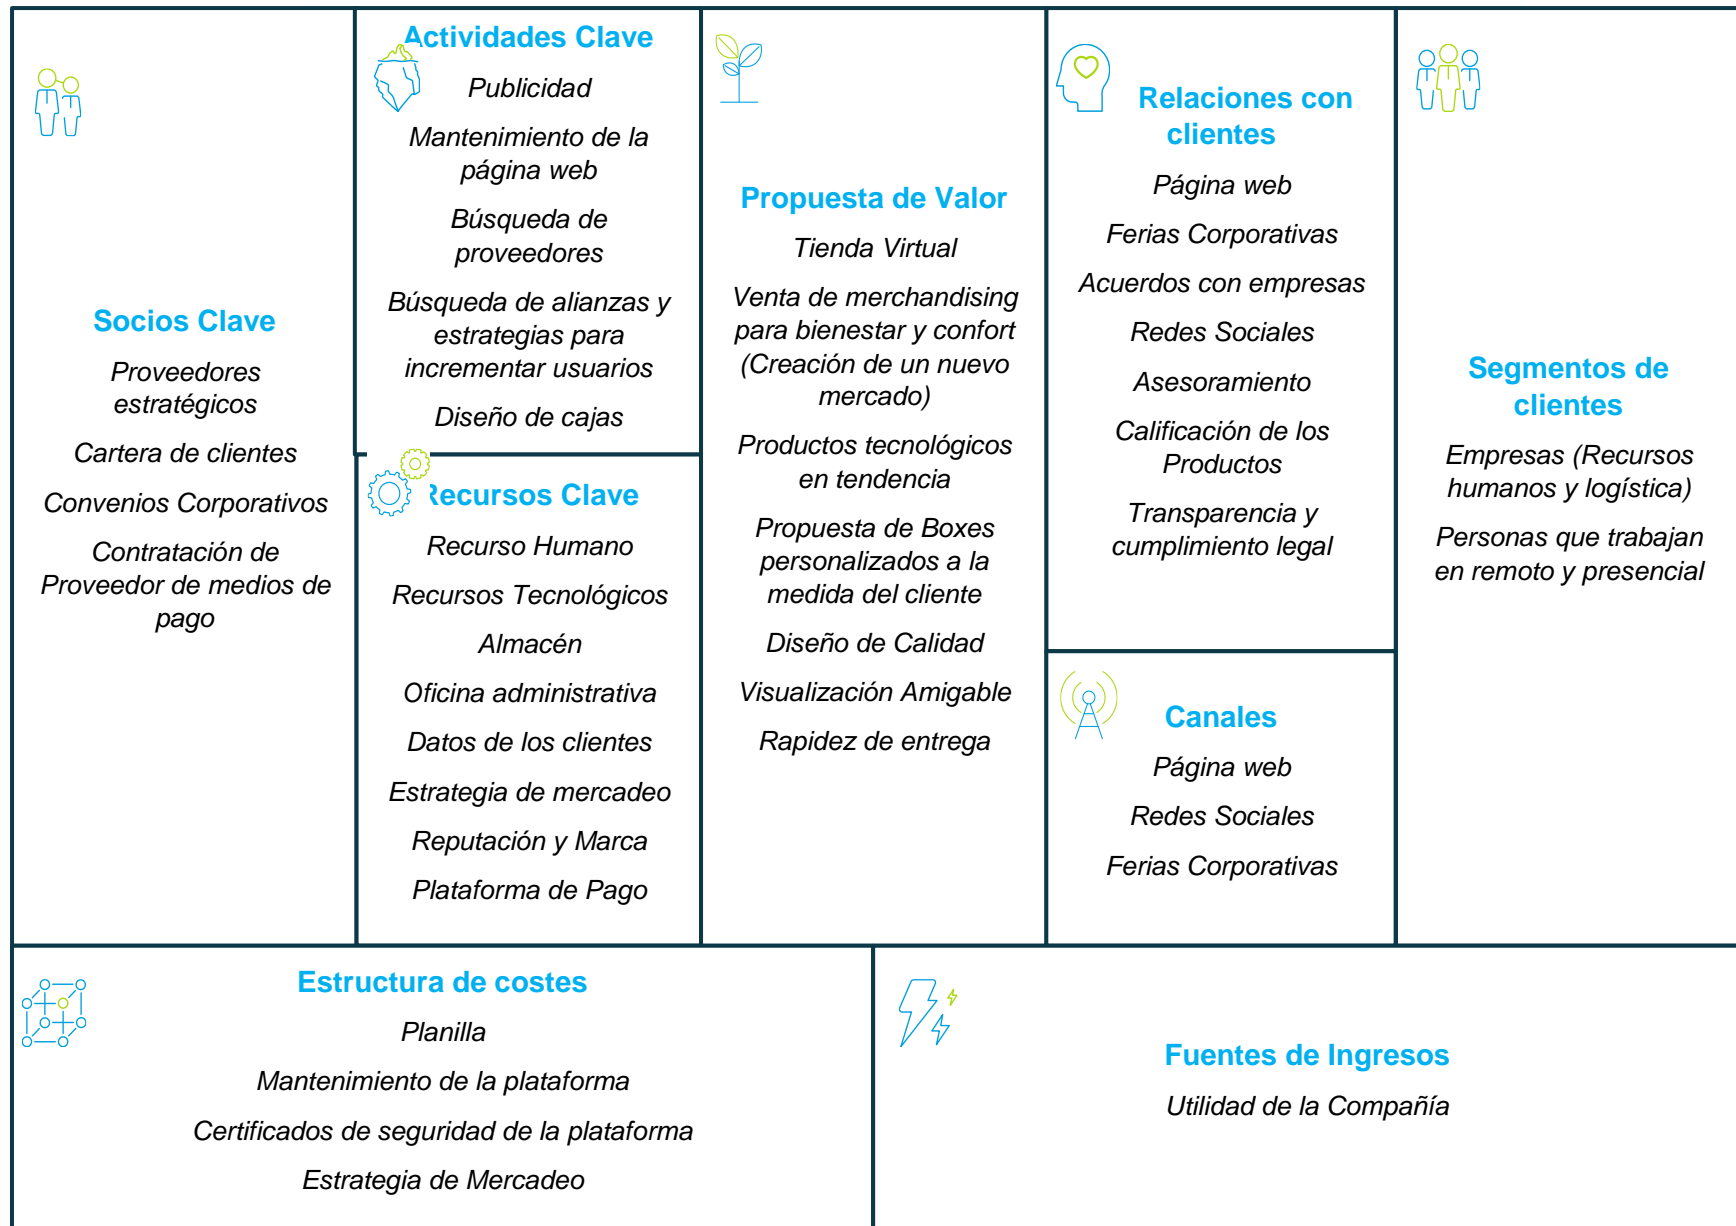 Socios Clave
Proveedores
estratégicos
Cartera de clientes
Convenios Corporativos
Contratación de
Proveedor de medios de
pago
Actividades Clave
Publicidad
Mantenimiento de la
página web
Búsqueda de
proveedores
Búsqueda de alianzas y
estrategias para
incrementar usuarios
Diseño de cajas
Recursos Clave
Recurso Humano
Recursos Tecnológicos
Almacén
Oficina administrativa
Datos de los clientes
Estrategia de mercadeo
Reputación y Marca
Plataforma de Pago
Propuesta de Valor
Tienda Virtual
Venta de merchandising
para bienestar y confort
(Creación de un nuevo
mercado)
Productos tecnológicos
en tendencia
Propuesta de Boxes
personalizados a la
medida del cliente
Diseño de Calidad
Visualización Amigable
Rapidez de entrega
Relaciones con
clientes
Página web
Ferias Corporativas
Acuerdos con empresas
Redes Sociales
Asesoramiento
Calificación de los
Productos
Transparencia y
cumplimiento legal
Canales
Página web
Redes Sociales
Ferias Corporativas
Segmentos de
clientes
Empresas (Recursos
humanos y logística)
Personas que trabajan
en remoto y presencial
Estructura de costes
Planilla
Mantenimiento de la plataforma
Certificados de seguridad de la plataforma
Estrategia de Mercadeo
Fuentes de Ingresos
Utilidad de la Compañía